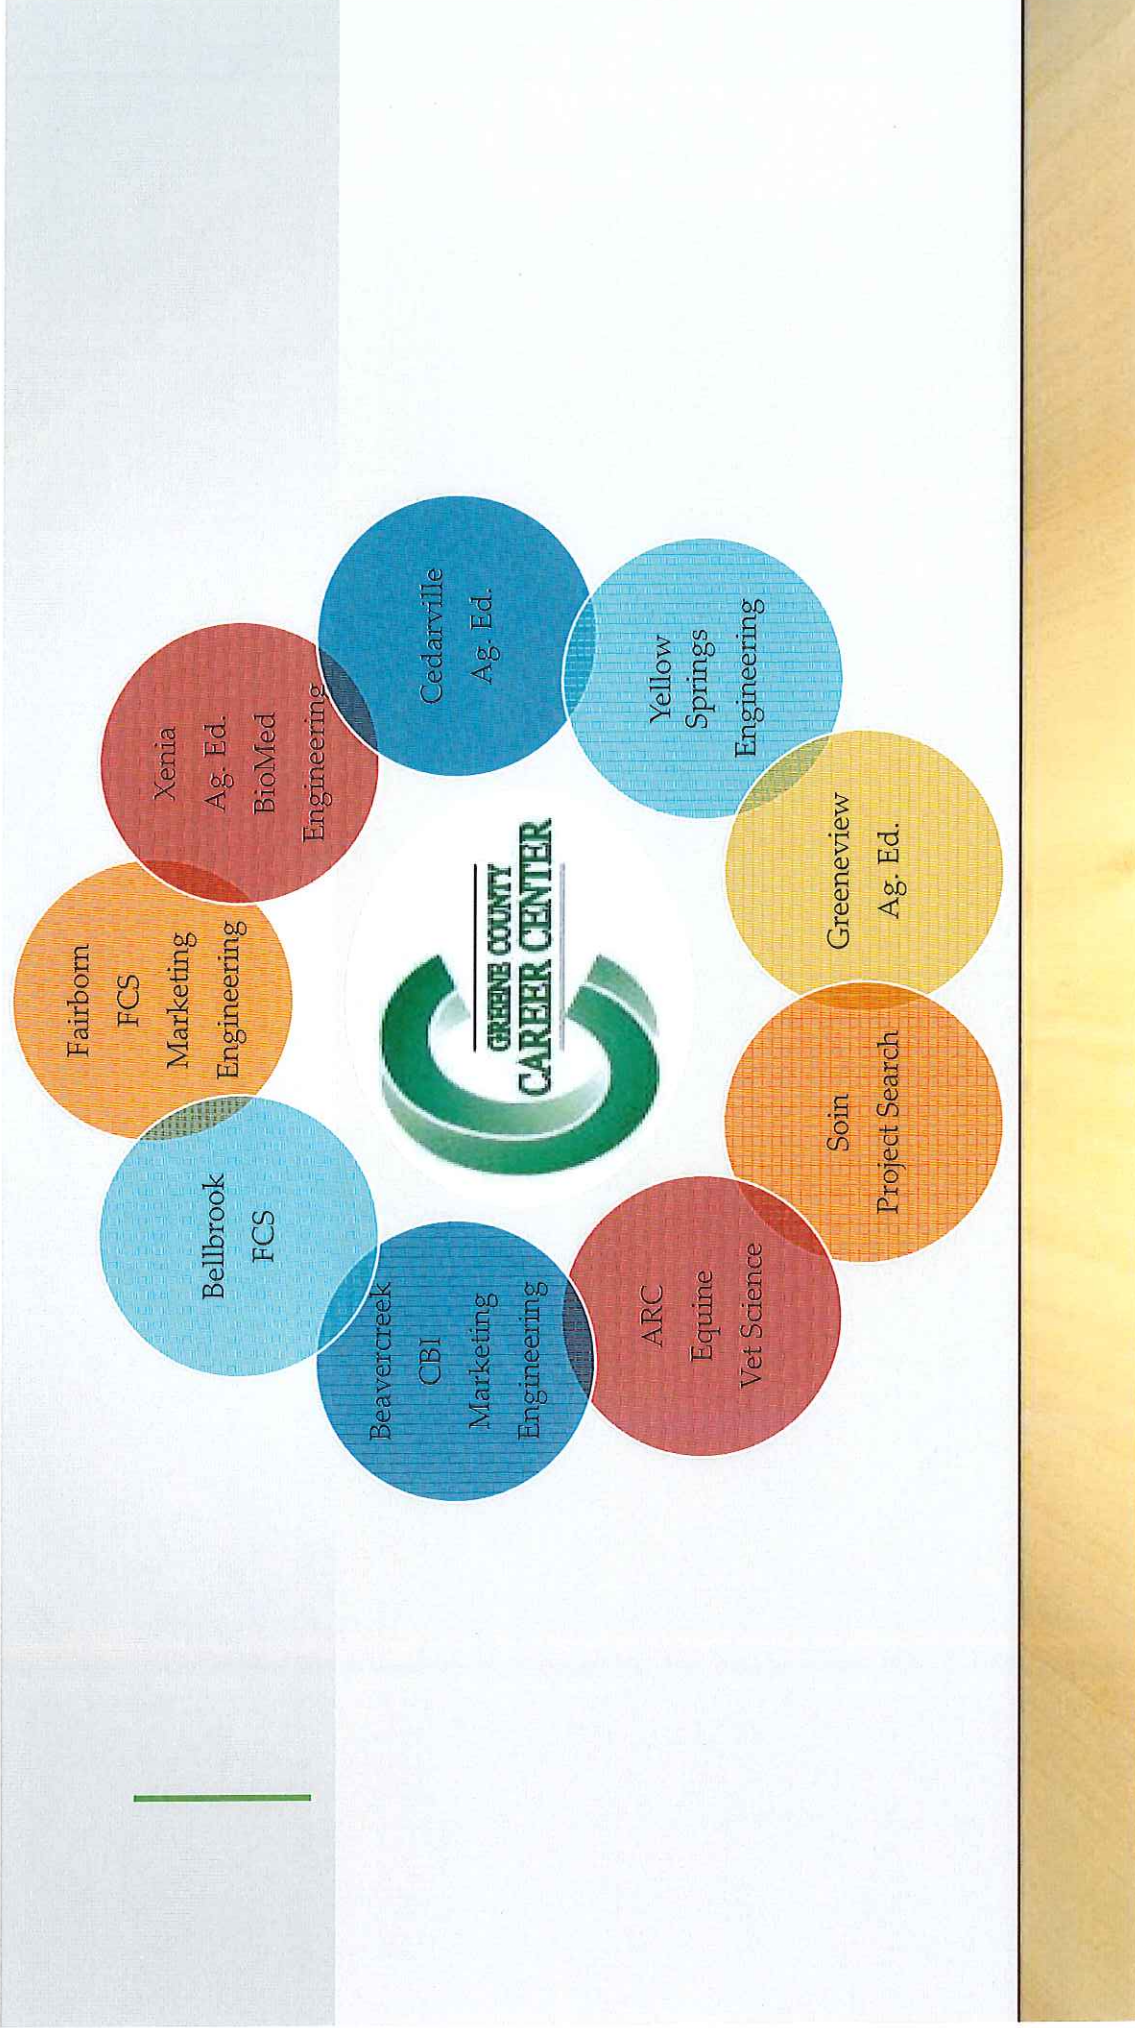 Fairborn
FCS
Marketing
Engineering
Xenia
Ag. Ed.
BioMed
Engineering
Cedarville
Ag. Ed.
Yellow
Springs
Engineering
Greeneview
Ag. Ed.
Soin
Project Search
ARC
Equine
Vet Science
Beavercreek
CBI
Marketing
Engineering
Bellbrook
FCS
GREENE COUNTY
CAREER CENTER